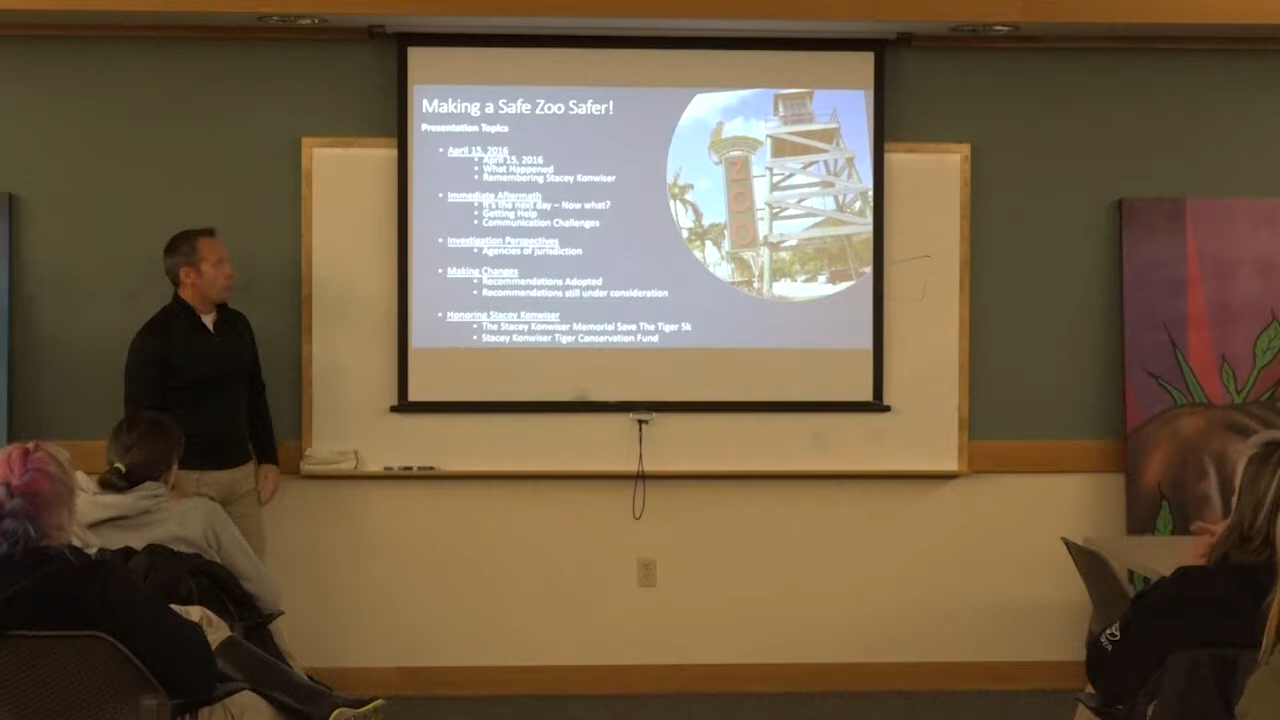 Making a Safe Zoo Safer!
Presentation Topics
• April 15, 2016
• April 15, 2016
• What Happened
• Remembering Stacey Konwiser
• Immediate Aftermath
• It's the next day – Now what?
• Getting Help
• Communication Challenges
• Investigation Perspectives
• Agencies of Jurisdiction
• Making Changes
• Recommendations Adopted
• Recommendations still under consideration
• Honoring Stacey Konwiser
• The Stacey Konwiser Memorial Save The Tiger 5k
• Stacey Konwiser Tiger Conservation Fund
ZOO